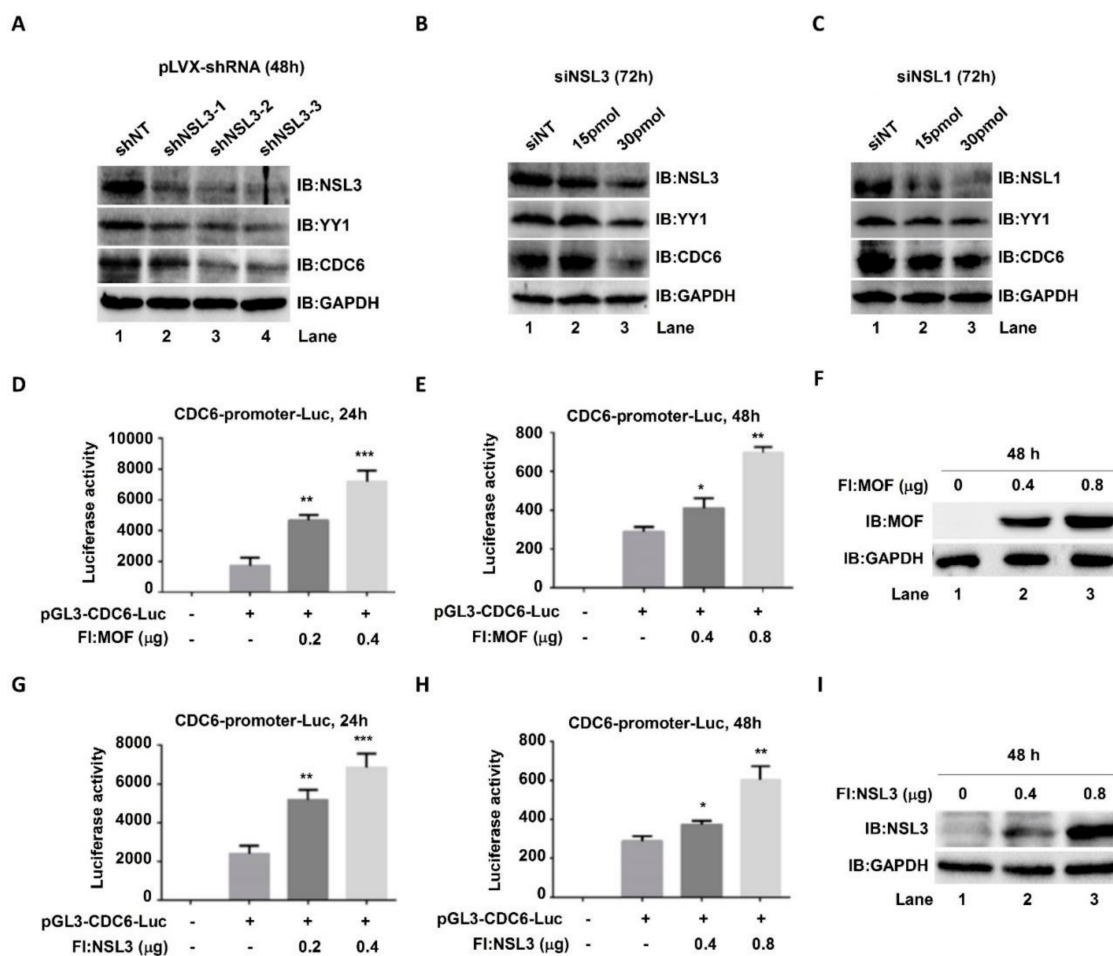 A
B
C
pLVX-shRNA (48h)
siNSL3 (72h)
siNSL1 (72h)
shNT shNSL3-1 shNSL3-2 shNSL3-3
IB:NSL3
IB:YY1
IB:CDC6
IB:GAPDH
1 2 3 4 Lane
siNT 15pmol 30pmol
IB:NSL3
IB:YY1
IB:CDC6
IB:GAPDH
1 2 3 Lane
siNT 15pmol 30pmol
IB:NSL1
IB:YY1
IB:CDC6
IB:GAPDH
1 2 3 Lane
D
CDC6-promoter-Luc, 24h
Luciferase activity
10000
8000
6000
4000
2000
0
** ***
pGL3-CDC6-Luc - + + +
Fl:MOF (µg) - - 0.2 0.4
E
CDC6-promoter-Luc, 48h
Luciferase activity
800
600
400
200
0
* **
pGL3-CDC6-Luc - + + +
Fl:MOF (µg) - - 0.4 0.8
F
48 h
Fl:MOF (µg) 0 0.4 0.8
IB:MOF
IB:GAPDH
Lane 1 2 3
G
CDC6-promoter-Luc, 24h
Luciferase activity
8000
6000
4000
2000
0
** ***
pGL3-CDC6-Luc - + + +
Fl:NSL3 (µg) - - 0.2 0.4
H
CDC6-promoter-Luc, 48h
Luciferase activity
800
600
400
200
0
* **
pGL3-CDC6-Luc - + + +
Fl:NSL3 (µg) - - 0.4 0.8
I
48 h
Fl:NSL3 (µg) 0 0.4 0.8
IB:NSL3
IB:GAPDH
Lane 1 2 3